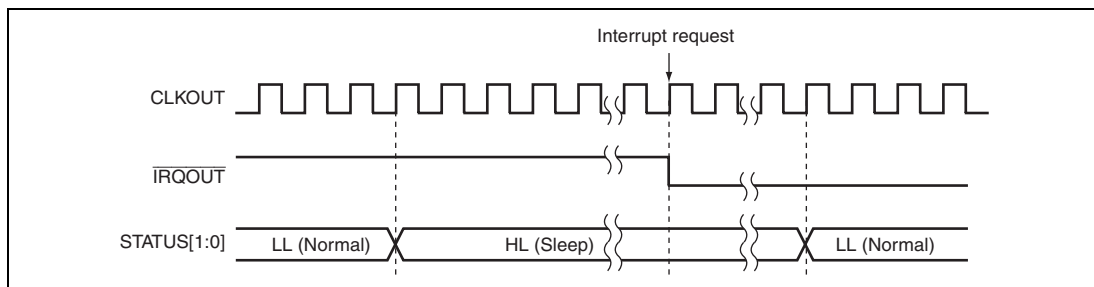 Interrupt request
CLKOUT
IRQOUT
STATUS[1:0]
LL (Normal)
HL (Sleep)
LL (Normal)